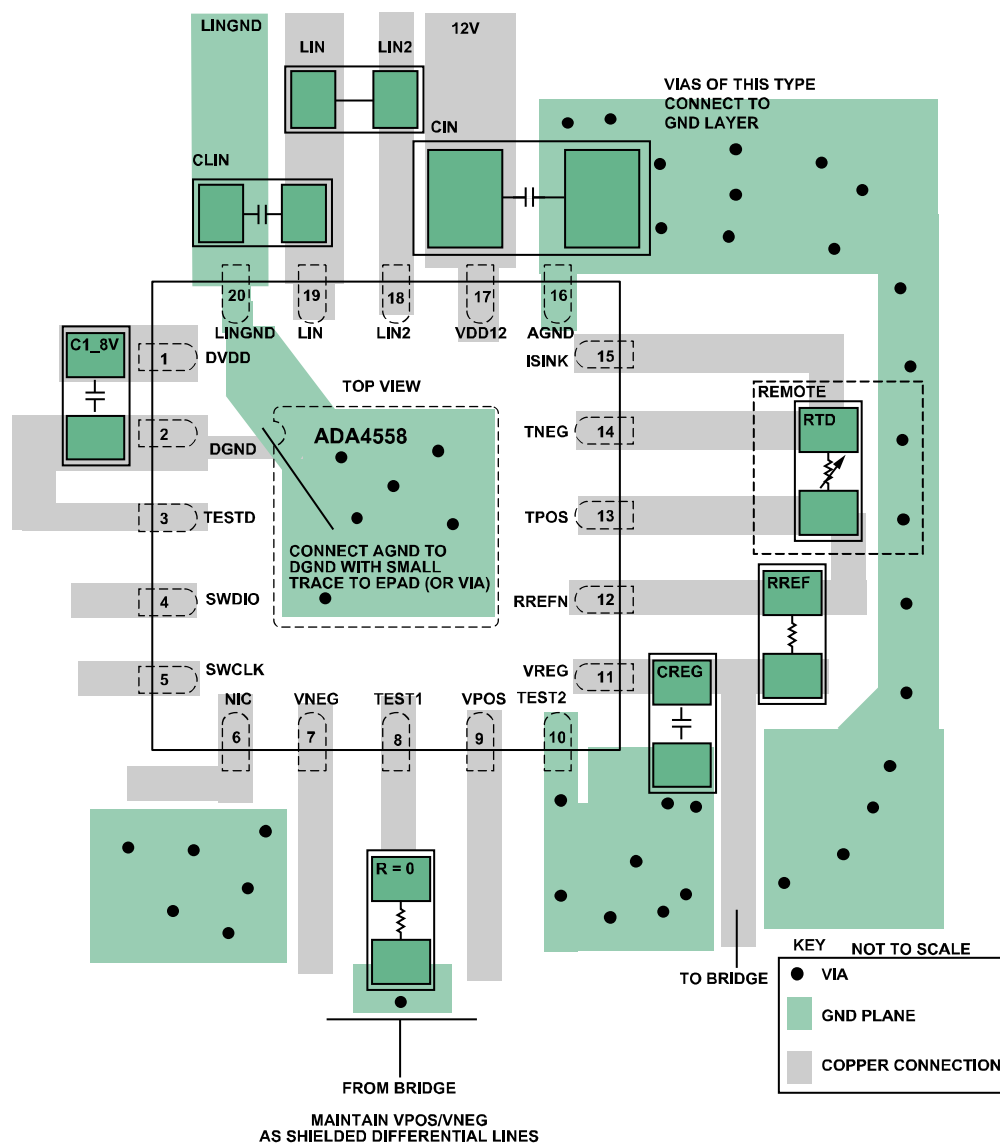 LINGND
12V
LIN
LIN2
VIAS OF THIS TYPE
CONNECT TO
GND LAYER
CIN
CLIN
20
19
18
17
16
LINGND
LIN
LIN2
VDD12
AGND
C1_8V
1
DVDD
ISINK
15
TOP VIEW
REMOTE
RTD
2
DGND
ADA4558
TNEG
14
3
TESTD
TPOS
13
CONNECT AGND TO
DGND WITH SMALL
TRACE TO EPAD (OR VIA)
4
SWDIO
RREFN
12
RREF
5
SWCLK
VREG
11
CREG
NIC
VNEG
TEST1
VPOS
TEST2
6
7
8
9
10
R = 0
KEY
NOT TO SCALE
VIA
GND PLANE
COPPER CONNECTION
TO BRIDGE
FROM BRIDGE
MAINTAIN VPOS/VNEG
AS SHIELDED DIFFERENTIAL LINES